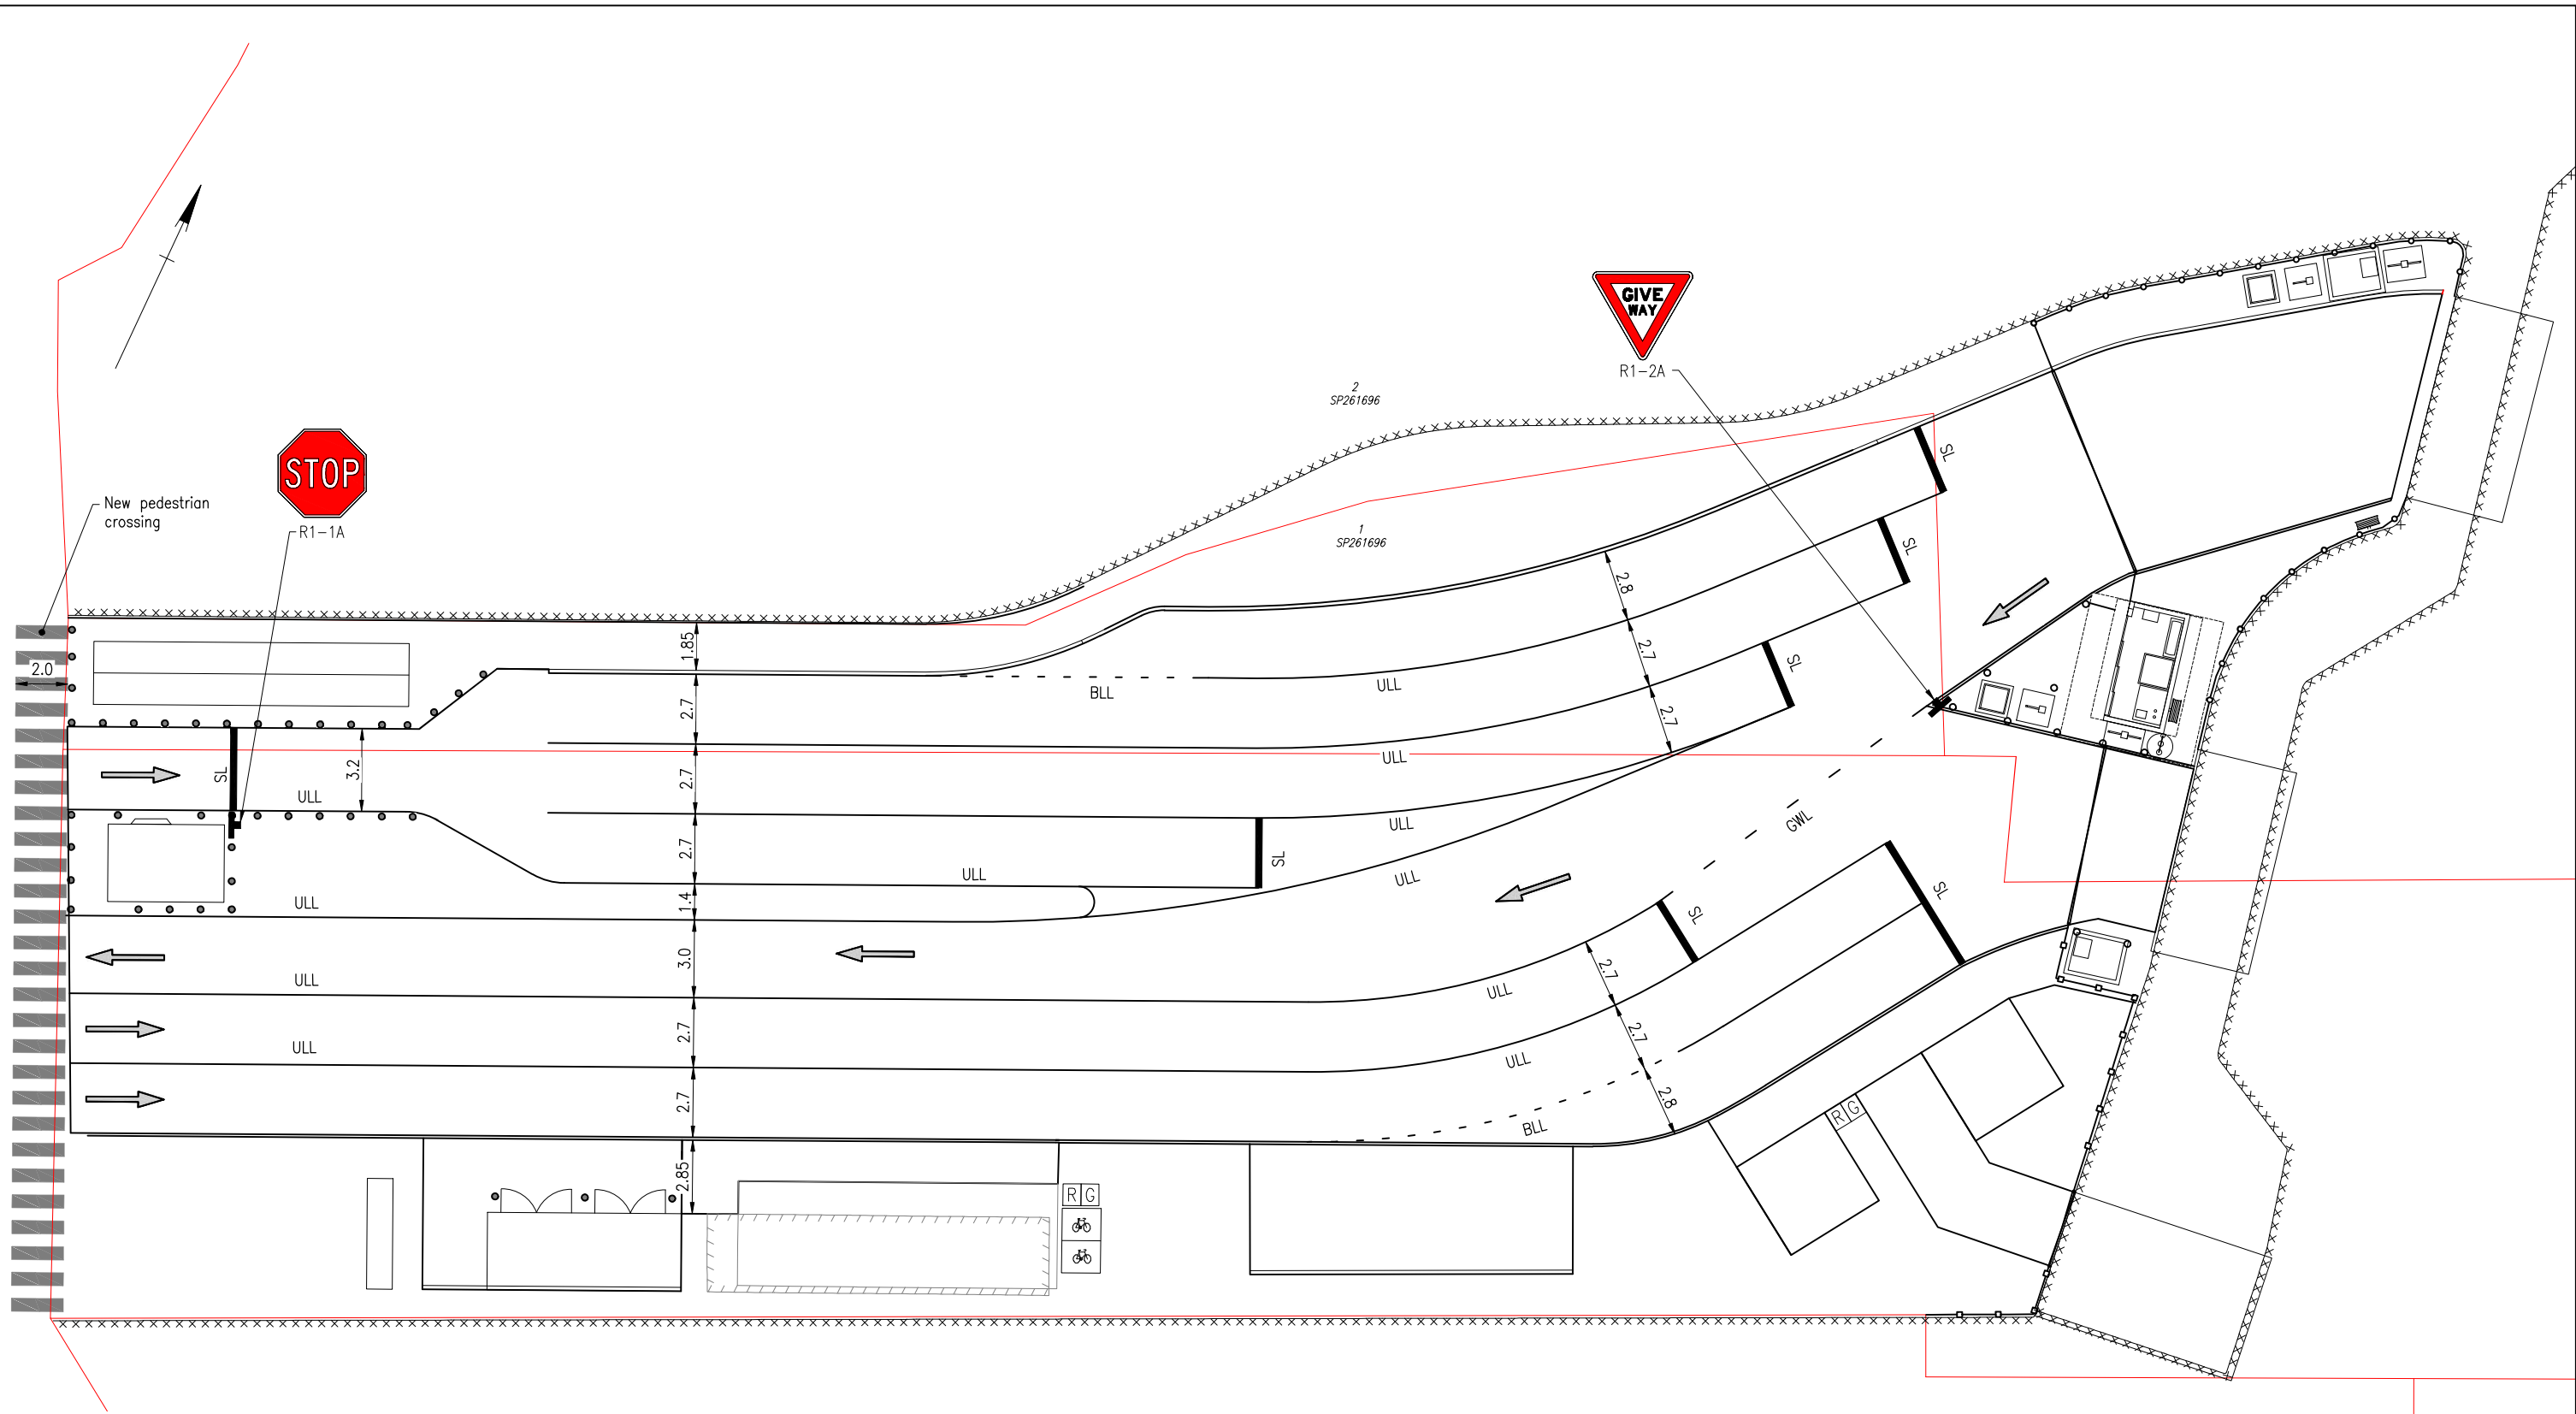 GIVE
WAY
R1-2A
2
SP261696
STOP
R1-1A
New pedestrian
crossing
1
SP261696
SL
SL
SL
2.8
2.7
2.7
1.85
2.0
BLL
ULL
2.7
ULL
SL
3.2
ULL
2.7
GWL
ULL
2.7
SL
ULL
ULL
1.4
ULL
SL
SL
3.0
2.7
ULL
ULL
2.7
2.7
ULL
ULL
2.8
2.7
BLL
R G
2.85
R G